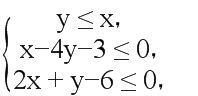 y ≤ x,
x−4y−3 ≤ 0,
2x + y−6 ≤ 0,